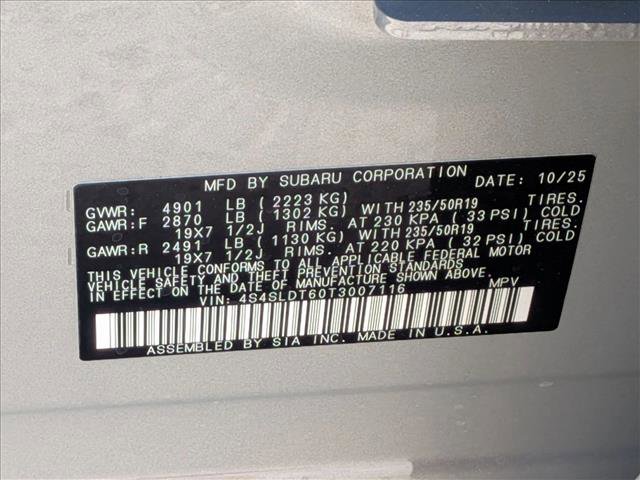 MFD BY SUBARU CORPORATION DATE: 10/25
GVWR: 4901 LB ( 2223 KG)
GAWR:F 2870 LB ( 1302 KG) WITH 235/50R19 TIRES.
19X7 1/2J RIMS. AT 230 KPA ( 33 PSI) COLD
GAWR:R 2491 LB ( 1130 KG) WITH 235/50R19 TIRES.
19X7 1/2J RIMS. AT 220 KPA ( 32 PSI) COLD
THIS VEHICLE CONFORMS TO ALL APPLICABLE FEDERAL MOTOR
VEHICLE SAFETY AND THEFT PREVENTION STANDARDS
IN EFFECT ON THE DATE OF MANUFACTURE SHOWN ABOVE.
VIN: 4S4SLDT60T3007116 MPV
ASSEMBLED BY SIA INC. MADE IN U.S.A.